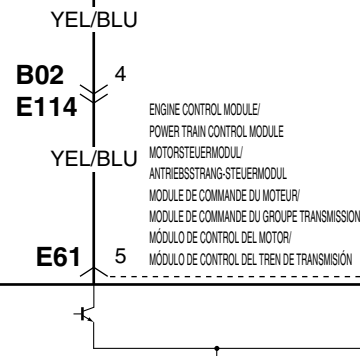 YEL/BLU
B02 4
E114
ENGINE CONTROL MODULE/
POWER TRAIN CONTROL MODULE
YEL/BLU
MOTORSTEUERMODUL/
ANTRIEBSSTRANG-STEUERMODUL
MODULE DE COMMANDE DU MOTEUR/
MODULE DE COMMANDE DU GROUPE TRANSMISSION
MÓDULO DE CONTROL DEL MOTOR/
MÓDULO DE CONTROL DEL TREN DE TRANSMISIÓN
E61 5